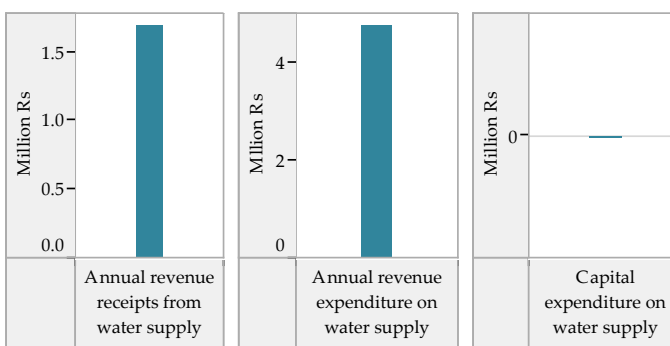 Million Rs
1.5
1.0
0.5
0.0
Annual revenue
receipts from
water supply
Million Rs
4
2
0
Annual revenue
expenditure on
water supply
Million Rs
0
Capital
expenditure on
water supply